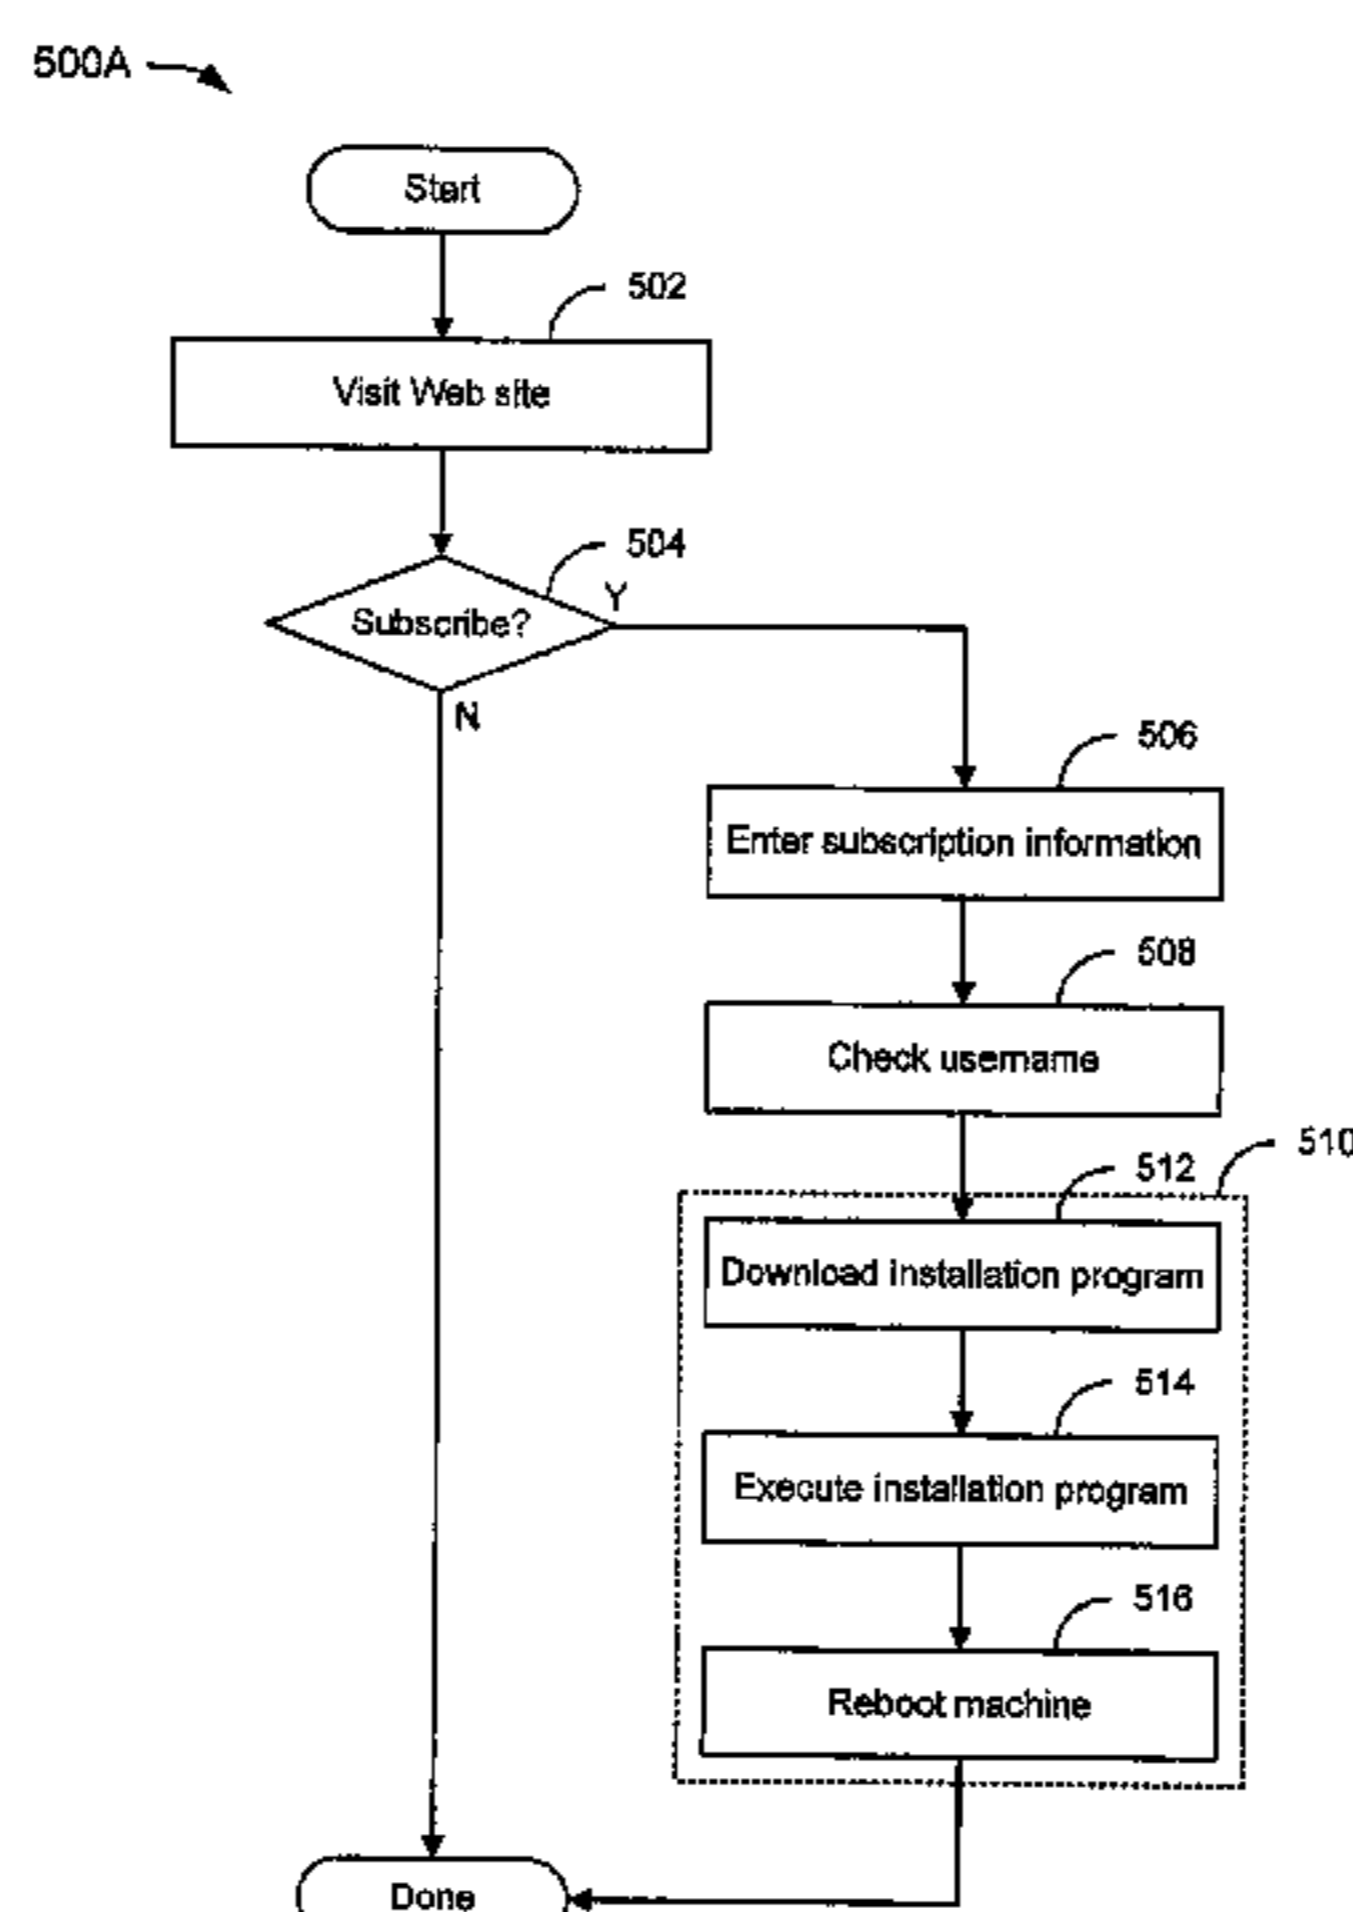 500A
Start
502
Visit Web site
504
Subscribe?
Y
N
506
Enter subscription information
508
Check username
510
512
Download installation program
514
Execute installation program
516
Reboot machine
Done